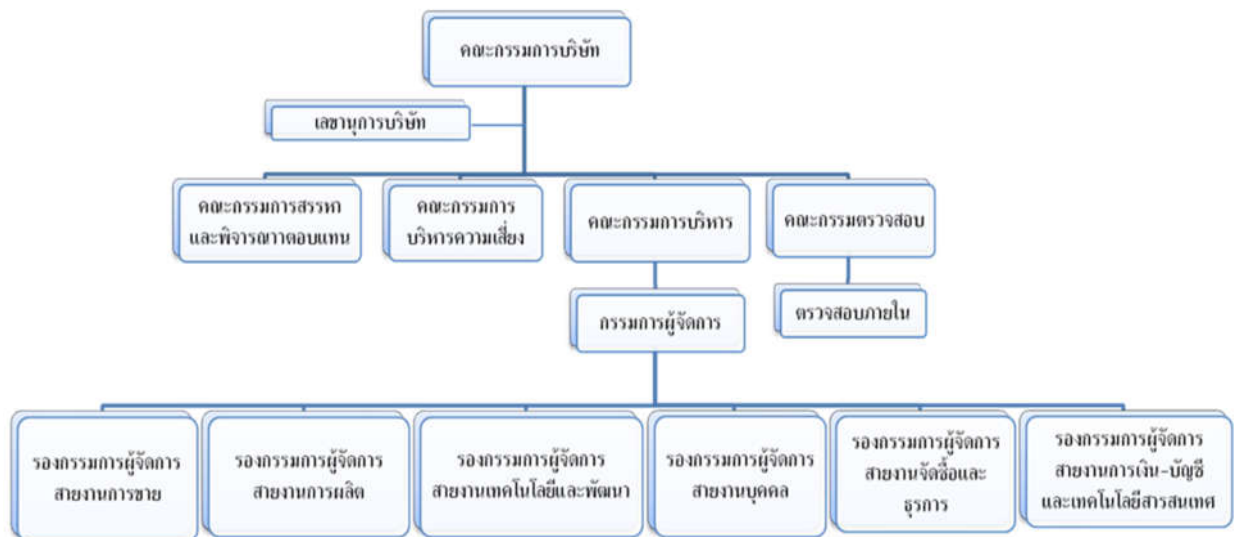 คณะกรรมการบริษัท
เลขานุการบริษัท
คณะกรรมการสรรหา
และพิจารณาาตอบแทน
คณะกรรมการ
บริหารความเสี่ยง
คณะกรรมการบริหาร
คณะกรรมตรวจสอบ
กรรมการผู้จัดการ
ตรวจสอบภายใน
รองกรรมการผู้จัดการ
สายงานการขาย
รองกรรมการผู้จัดการ
สายงานการผลิต
รองกรรมการผู้จัดการ
สายงานเทคโนโลยีและพัฒนา
รองกรรมการผู้จัดการ
สายงานบุคคล
รองกรรมการผู้จัดการ
สายงานจัดซื้อและ
ธุรการ
รองกรรมการผู้จัดการ
สายงานการเงิน-บัญชี
และเทคโนโลยีสารสนเทศ